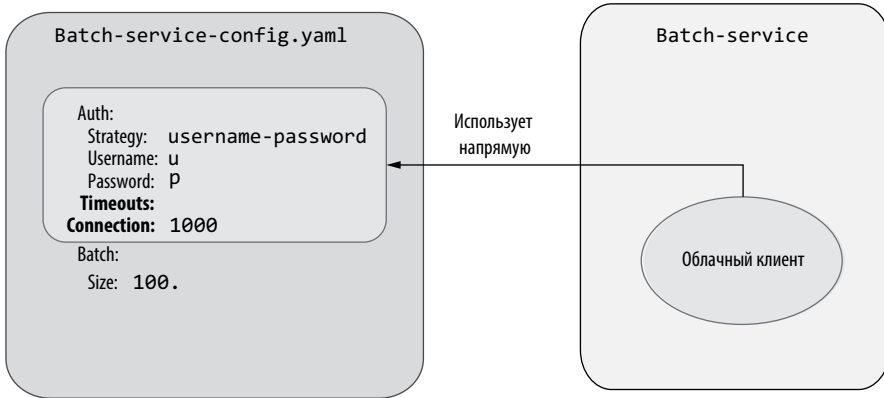 Batch-service-config.yaml
Auth:
Strategy: username-password
Username: u
Password: p
Timeouts:
Connection: 1000
Batch:
Size: 100.
Использует
напрямую
Batch-service
Облачный клиент